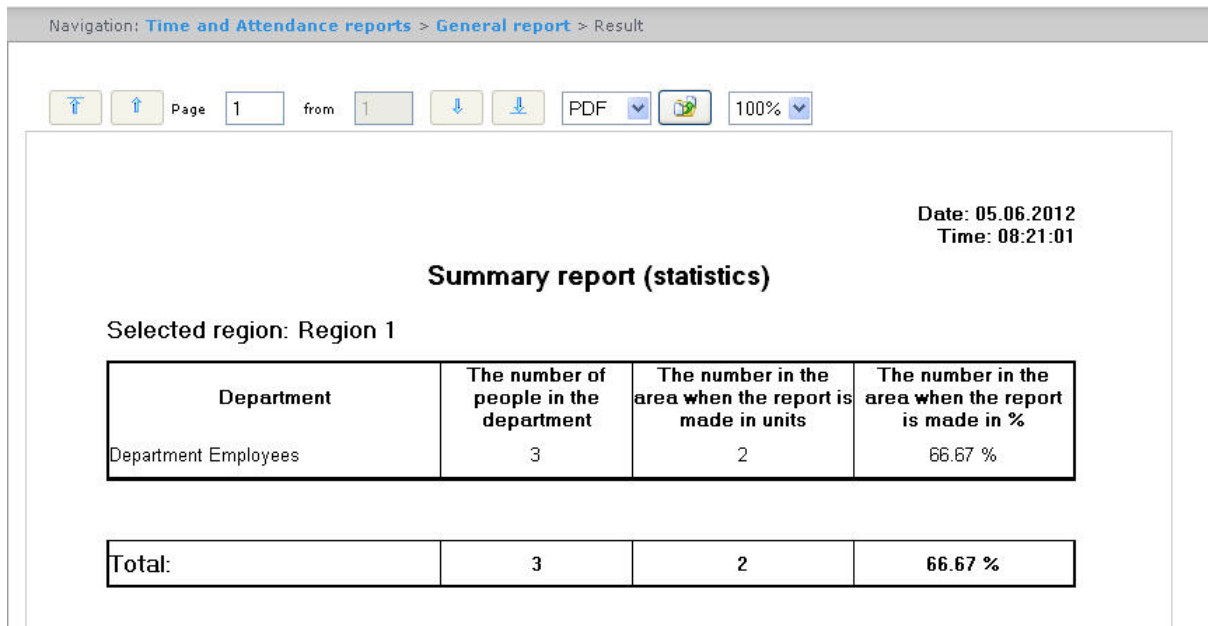 Navigation: Time and Attendance reports > General report > Result
Page 1 from 1 PDF 100%
Date: 05.06.2012
Time: 08:21:01
Summary report (statistics)
Selected region: Region 1
Department
The number of
people in the
department
The number in the
area when the report is
made in units
The number in the
area when the report
is made in %
Department Employees 3 2 66.67 %
Total: 3 2 66.67 %